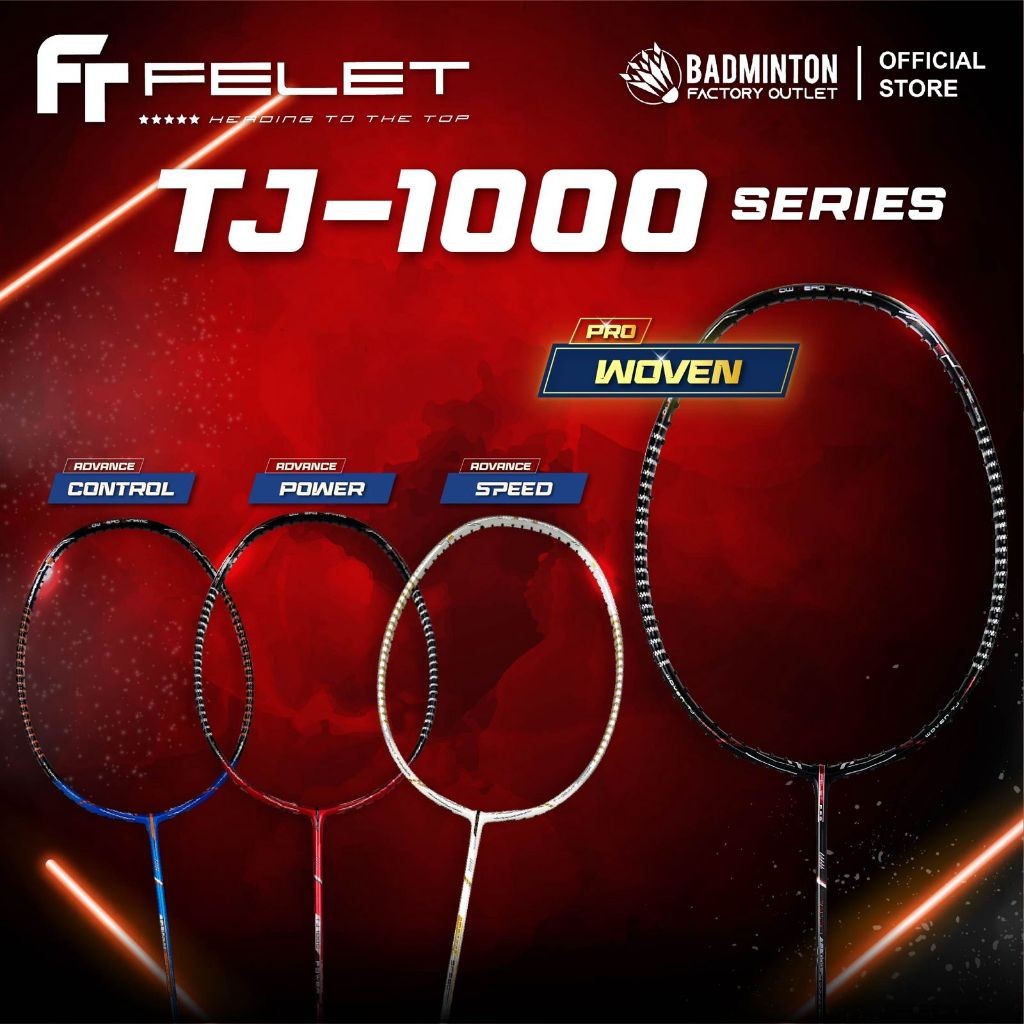 FT FELET
★★★★★ HEADING TO THE TOP
BADMINTON
FACTORY OUTLET
OFFICIAL
STORE
TJ-1000 SERIES
PRO
WOVEN
ADVANCE
CONTROL
ADVANCE
POWER
ADVANCE
SPEED